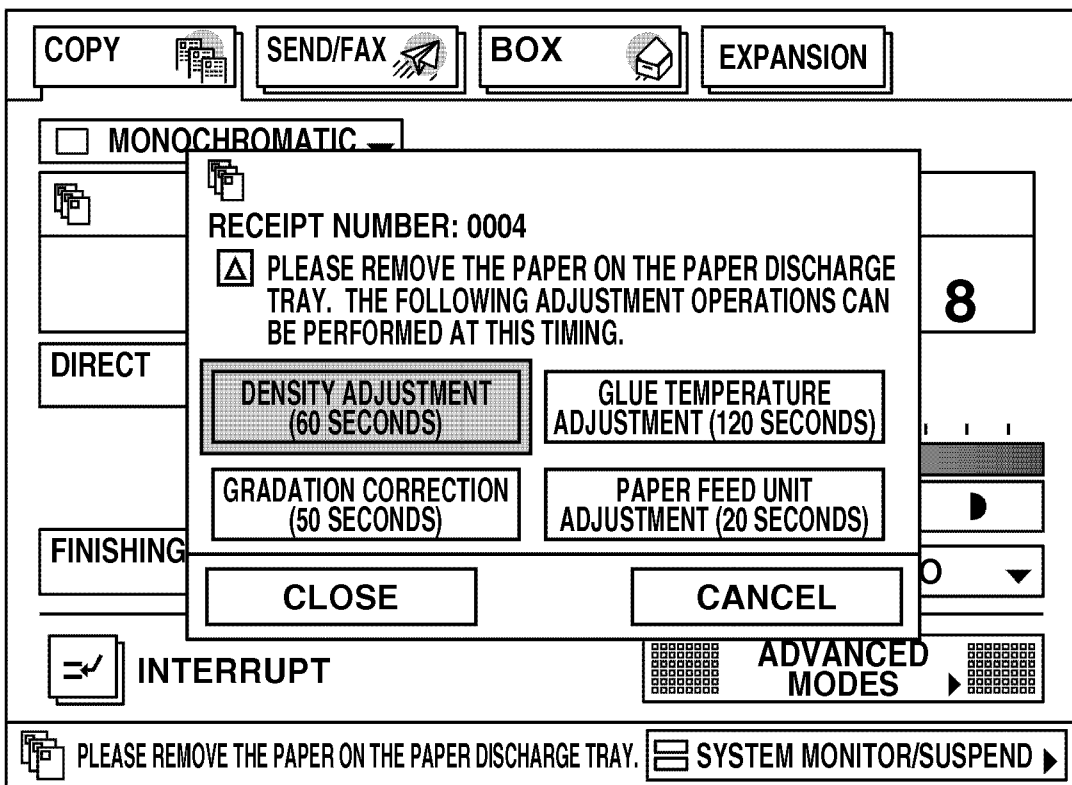 COPY
SEND/FAX
BOX
EXPANSION
MONOCHROMATIC
RECEIPT NUMBER: 0004
PLEASE REMOVE THE PAPER ON THE PAPER DISCHARGE
TRAY. THE FOLLOWING ADJUSTMENT OPERATIONS CAN
BE PERFORMED AT THIS TIMING.
8
DIRECT
DENSITY ADJUSTMENT
(60 SECONDS)
GLUE TEMPERATURE
ADJUSTMENT (120 SECONDS)
GRADATION CORRECTION
(50 SECONDS)
PAPER FEED UNIT
ADJUSTMENT (20 SECONDS)
FINISHING
O
CLOSE
CANCEL
INTERRUPT
ADVANCED
MODES
PLEASE REMOVE THE PAPER ON THE PAPER DISCHARGE TRAY.
SYSTEM MONITOR/SUSPEND